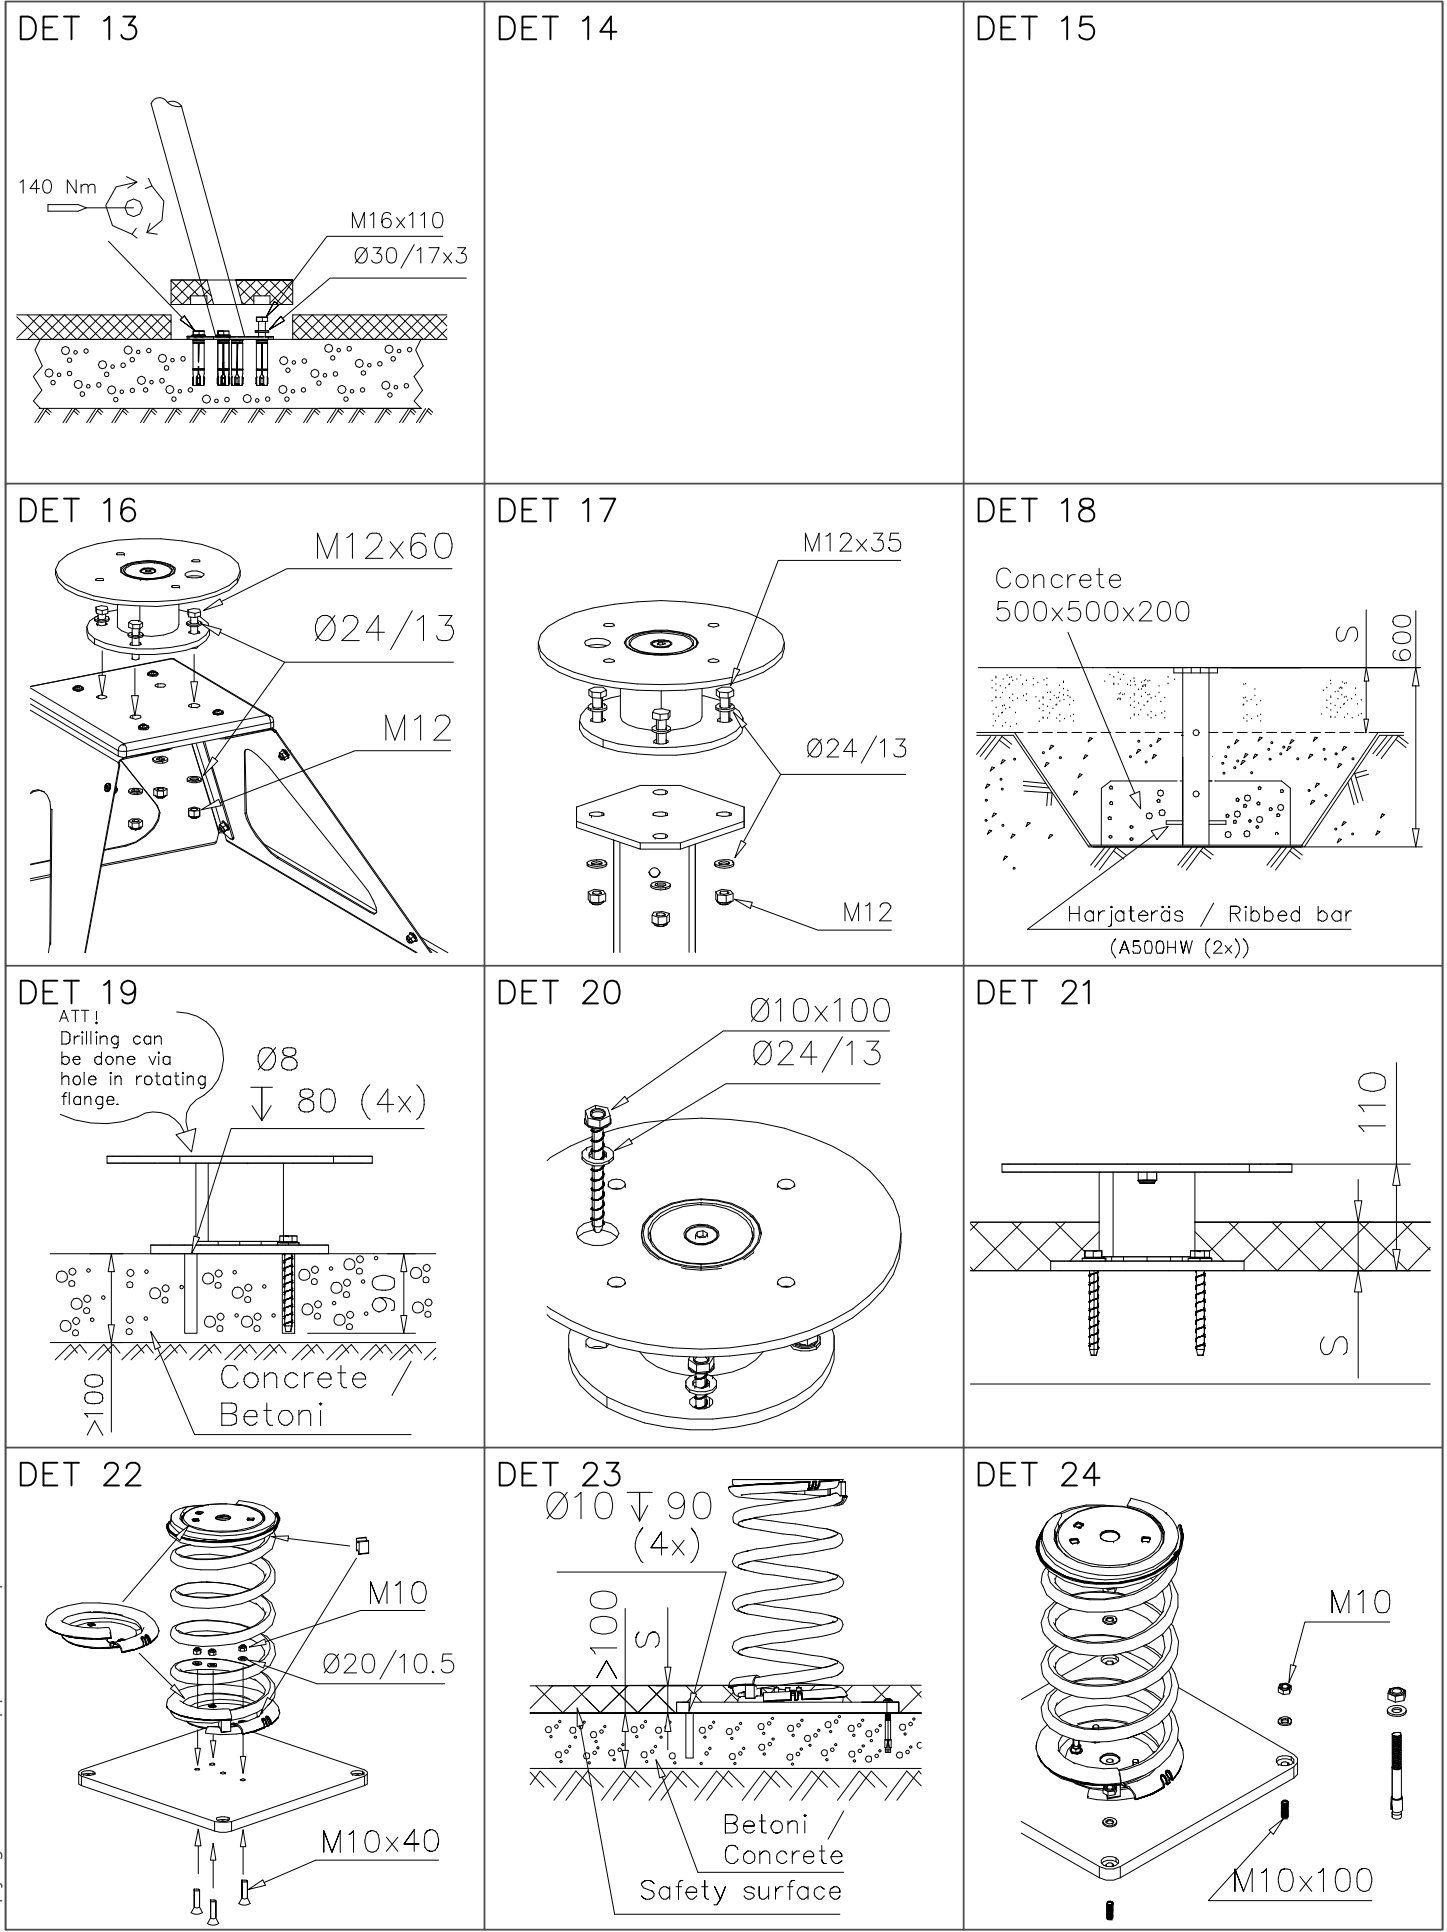 DET 13
140 Nm
M16x110
Ø30/17x3
DET 14
DET 15
DET 16
M12x60
Ø24/13
M12
DET 17
M12x35
Ø24/13
M12
DET 18
Concrete
500x500x200
S
600
Harjateräs / Ribbed bar
(A500HW (2x))
DET 19
ATT!
Drilling can
be done via
hole in rotating
flange.
Ø8
↧ 80 (4x)
90
>100
Concrete /
Betoni
DET 20
Ø10x100
Ø24/13
DET 21
110
S
DET 22
M10
Ø20/10.5
M10x40
DET 23
Ø10 ↧ 90
(4x)
>100
S
Betoni /
Concrete
Safety surface
DET 24
M10
M10x100